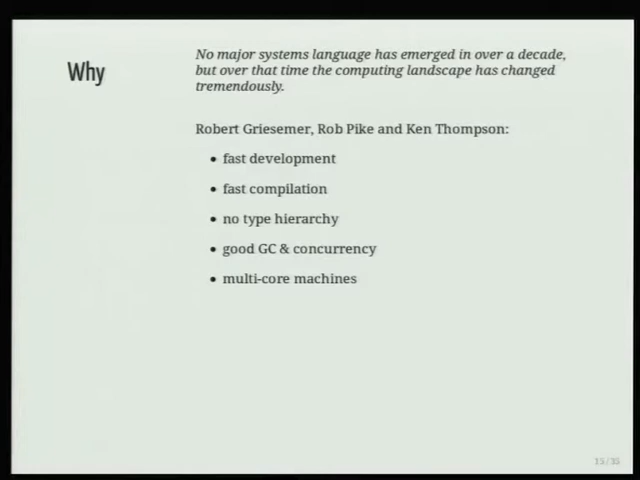 Why
No major systems language has emerged in over a decade,
but over that time the computing landscape has changed
tremendously.
Robert Griesemer, Rob Pike and Ken Thompson:
• fast development
• fast compilation
• no type hierarchy
• good GC & concurrency
• multi-core machines
15/35